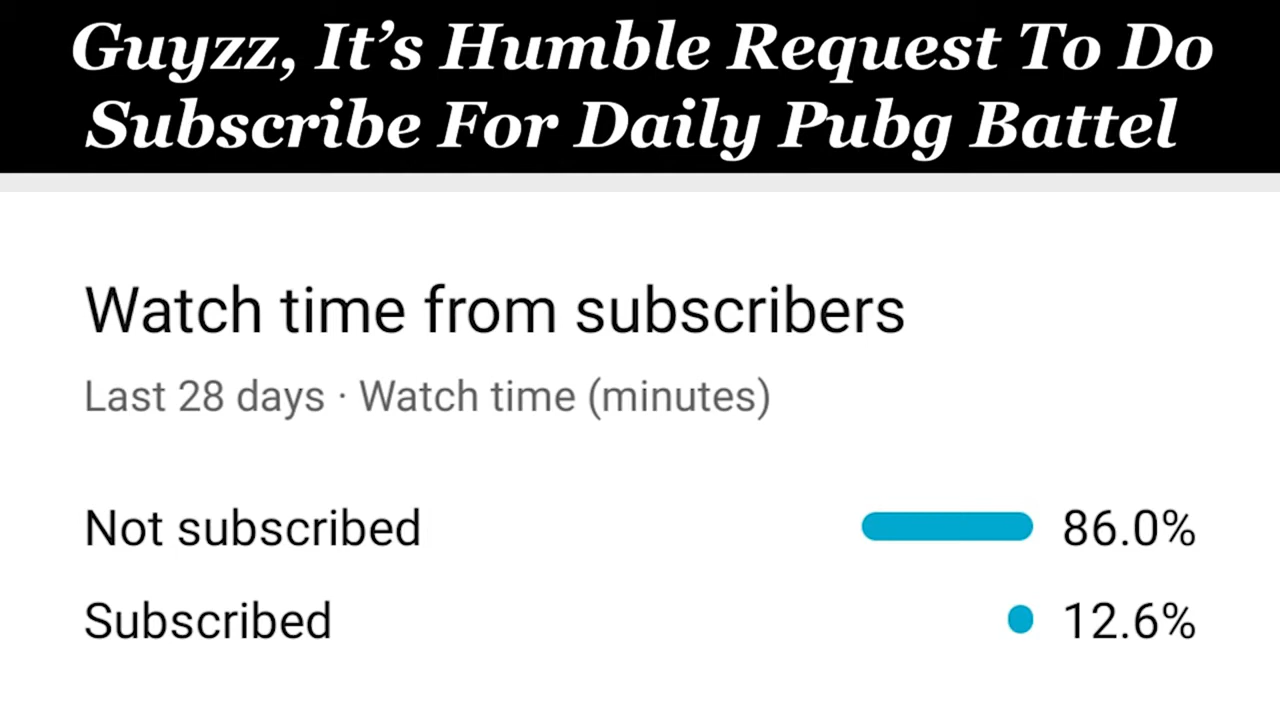 Guyzz, It’s Humble Request To Do
Subscribe For Daily Pubg Battel
Watch time from subscribers
Last 28 days · Watch time (minutes)
Not subscribed 86.0%
Subscribed 12.6%